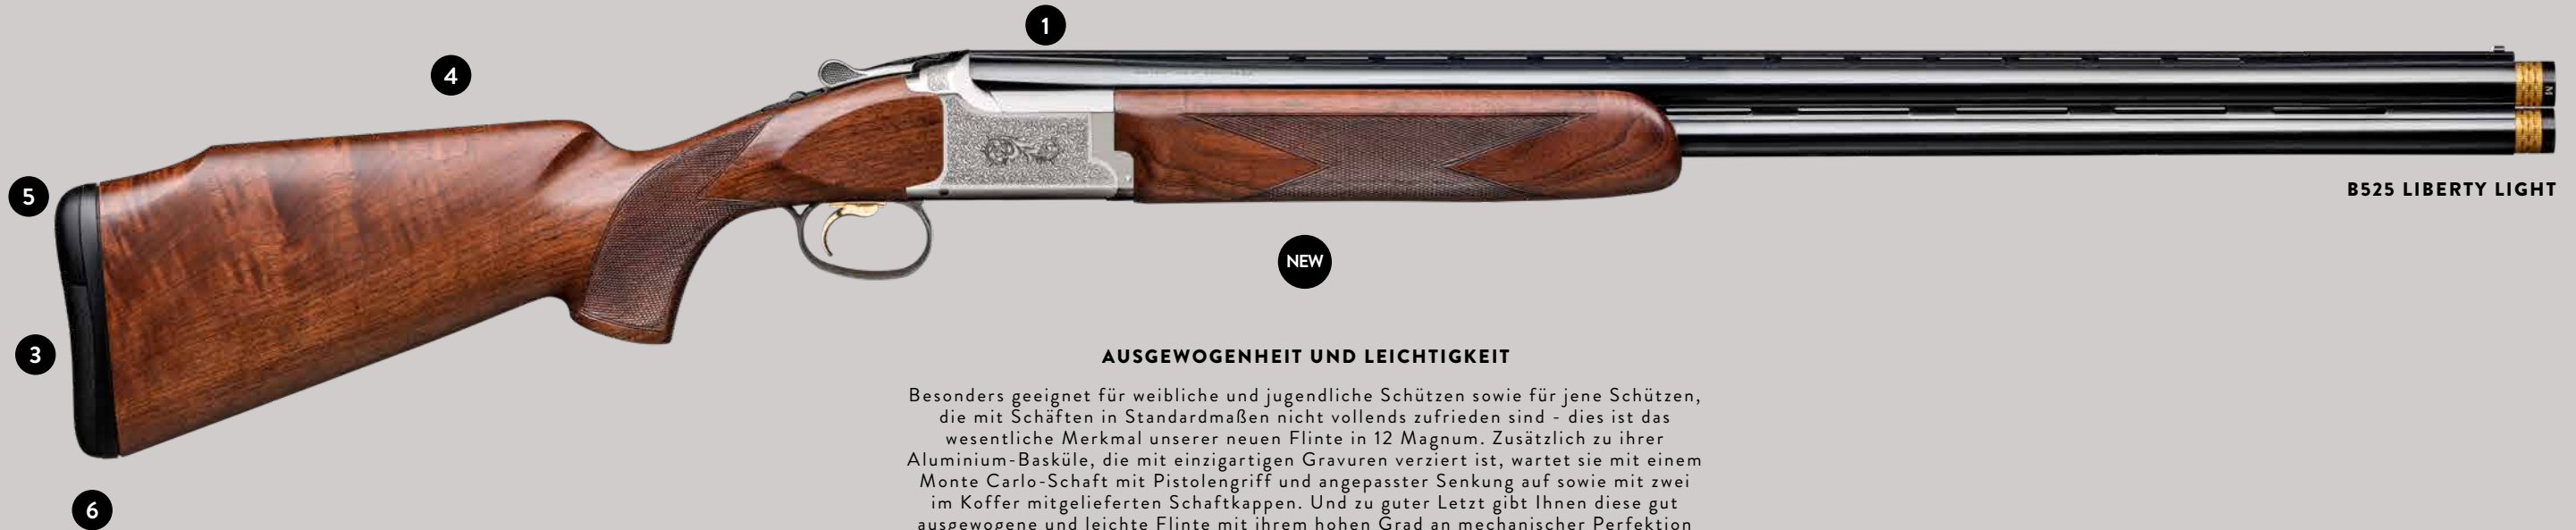 1
4
5
B525 LIBERTY LIGHT
NEW
3
AUSGEWOGENHEIT UND LEICHTIGKEIT
Besonders geeignet für weibliche und jugendliche Schützen sowie für jene Schützen,
die mit Schäften in Standardmaßen nicht vollends zufrieden sind - dies ist das
wesentliche Merkmal unserer neuen Flinte in 12 Magnum. Zusätzlich zu ihrer
Aluminium-Basküle, die mit einzigartigen Gravuren verziert ist, wartet sie mit einem
Monte Carlo-Schaft mit Pistolengriff und angepasster Senkung auf sowie mit zwei
im Koffer mitgelieferten Schaftkappen. Und zu guter Letzt gibt Ihnen diese gut
6
ausgewogene und leichte Flinte mit ihrem hohen Grad an mechanischer Perfektion